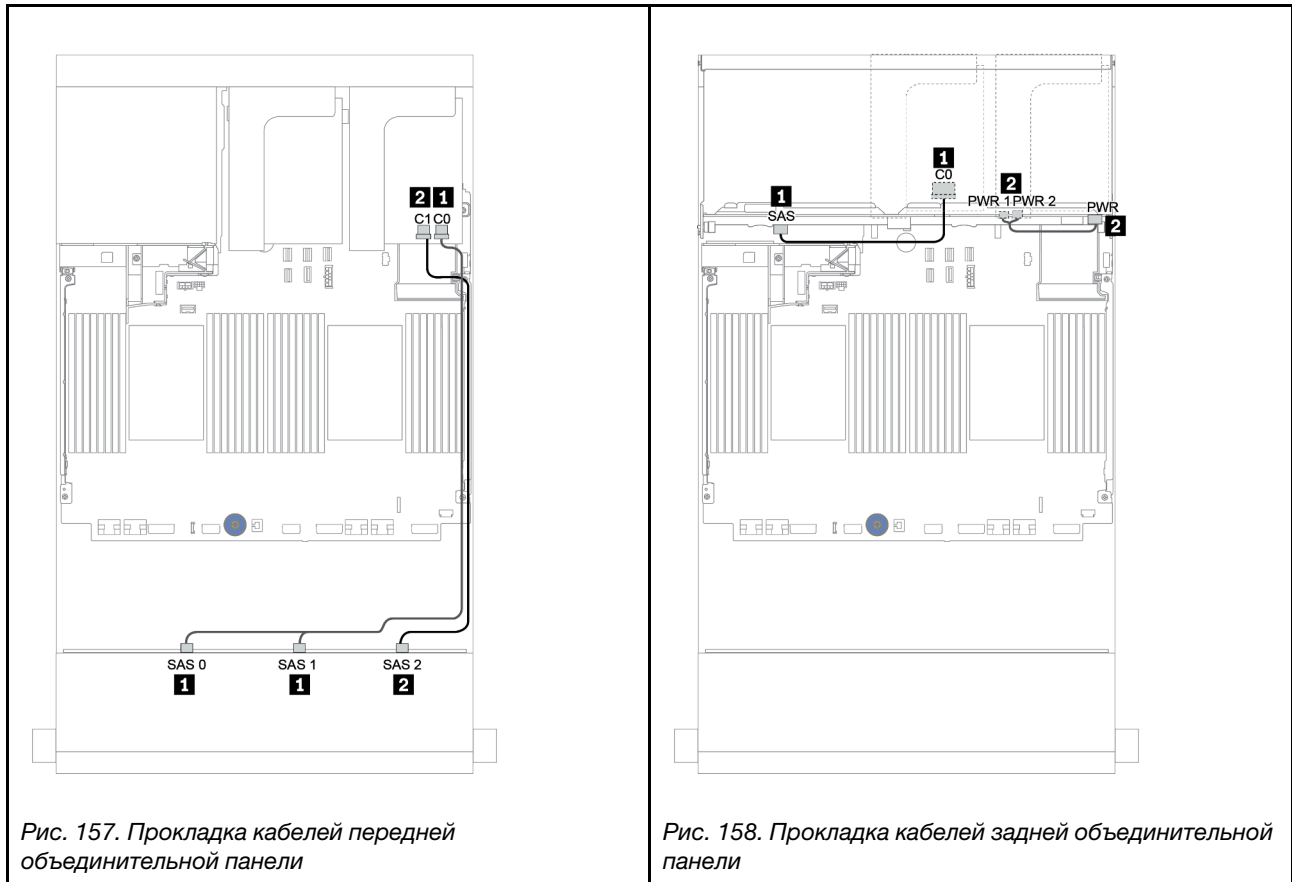 2 1
C1 C0
SAS 0 SAS 1 SAS 2
1 1 2
Рис. 157. Прокладка кабелей передней
объединительной панели
1
C0
1
SAS
2
PWR 1 PWR 2
PWR
2
Рис. 158. Прокладка кабелей задней объединительной
панели